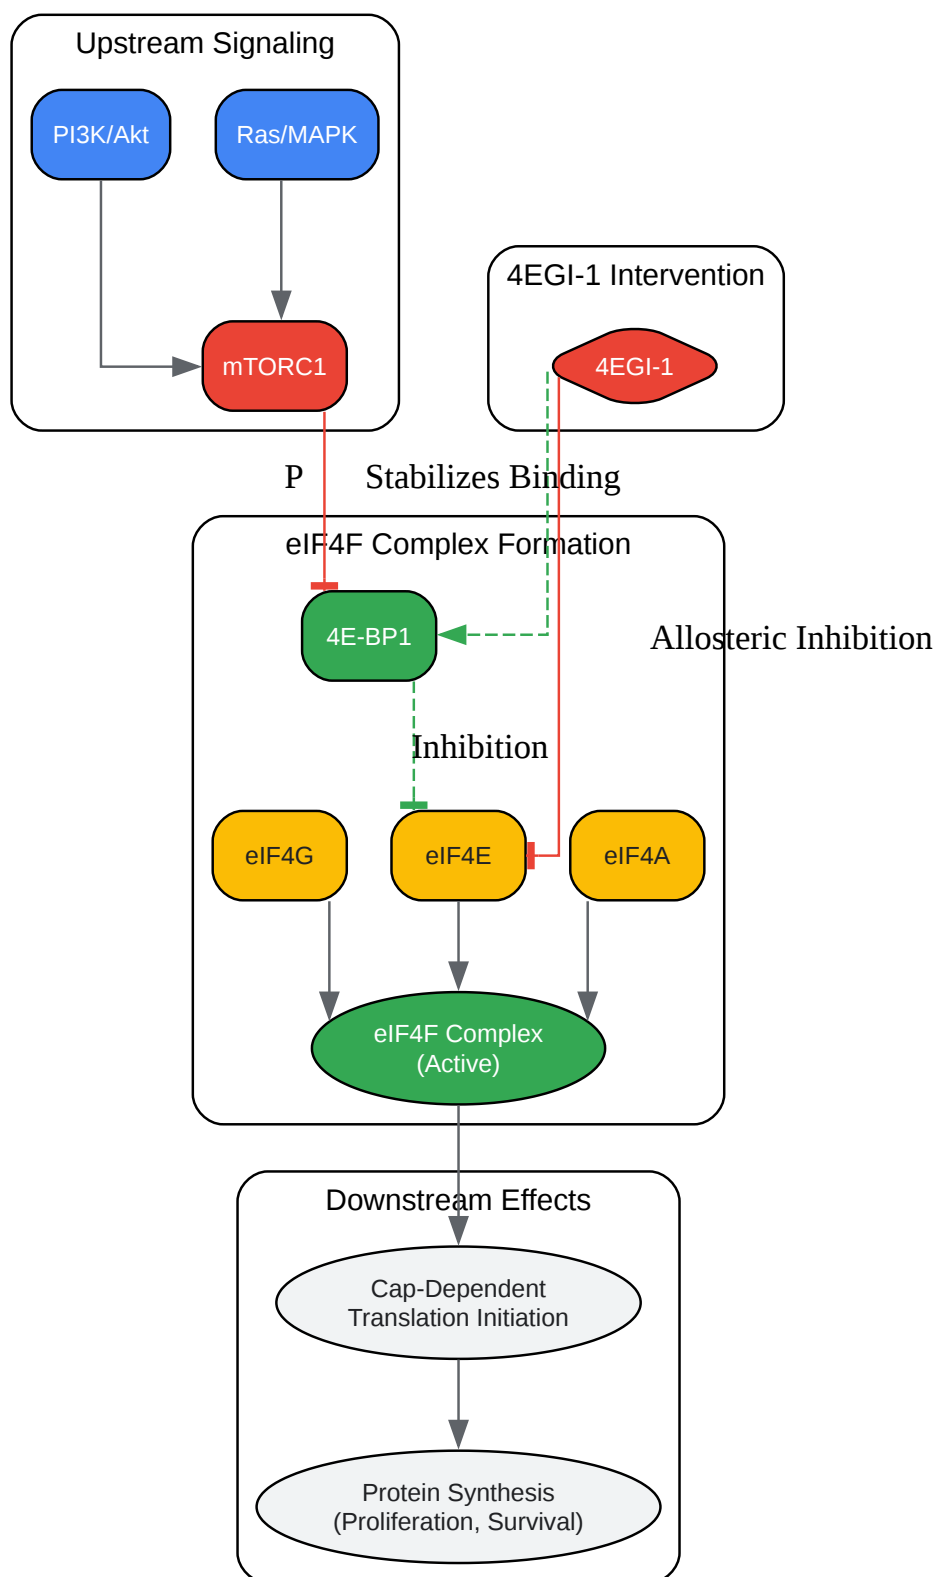 Upstream Signaling
PI3K/Akt
Ras/MAPK
4EGI-1 Intervention
mTORC1
4EGI-1
P
Stabilizes Binding
eIF4F Complex Formation
4E-BP1
Allosteric Inhibition
Inhibition
eIF4G
eIF4E
eIF4A
eIF4F Complex
(Active)
Downstream Effects
Cap-Dependent
Translation Initiation
Protein Synthesis
(Proliferation, Survival)